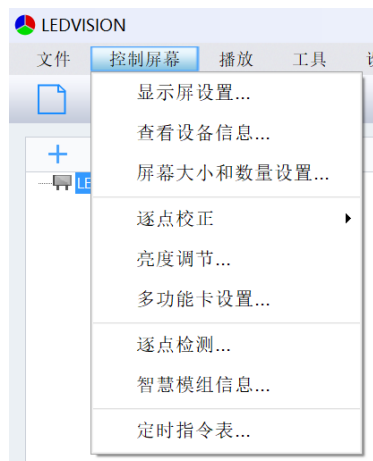 LEDVISION
文件 控制屏幕 播放 工具
显示屏设置...
查看设备信息...
屏幕大小和数量设置...
LE
逐点校正
亮度调节...
多功能卡设置...
逐点检测...
智慧模组信息...
定时指令表...